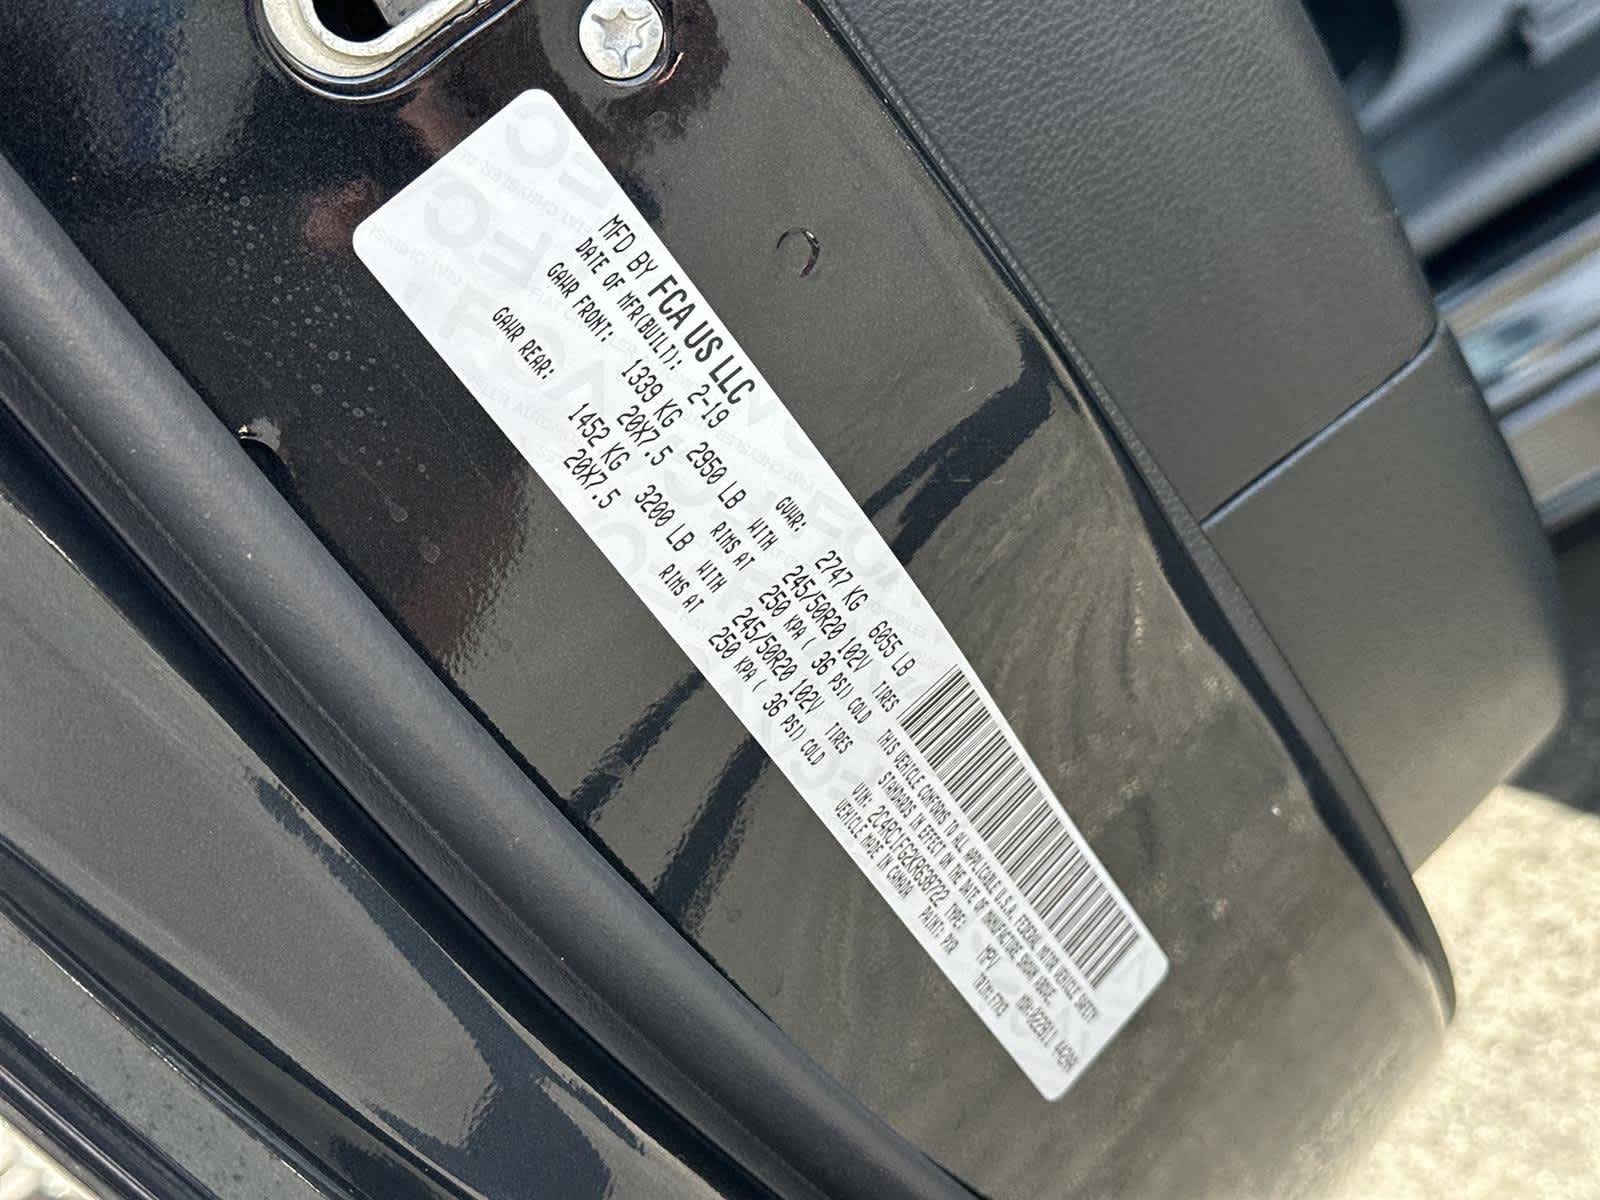 MFD BY FCA US LLC
DATE OF MFR(BUILT): 2-19 GVWR: 2747 KG 6055 LB
GAWR FRONT: 1339 KG 2950 LB WITH 245/50R20 102V TIRES
20X7.5 RIMS AT 250 KPA ( 36 PSI) COLD
GAWR REAR: 1452 KG 3200 LB WITH 245/50R20 102V TIRES
20X7.5 RIMS AT 250 KPA ( 36 PSI) COLD
THIS VEHICLE CONFORMS TO ALL APPLICABLE U.S.A. FEDERAL MOTOR VEHICLE SAFETY
STANDARDS IN EFFECT ON THE DATE OF MANUFACTURE SHOWN ABOVE.
VIN: 2C4RC1FG2KR638722 TYPE: MPV
VEHICLE MADE IN CANADA PAINT: PXR